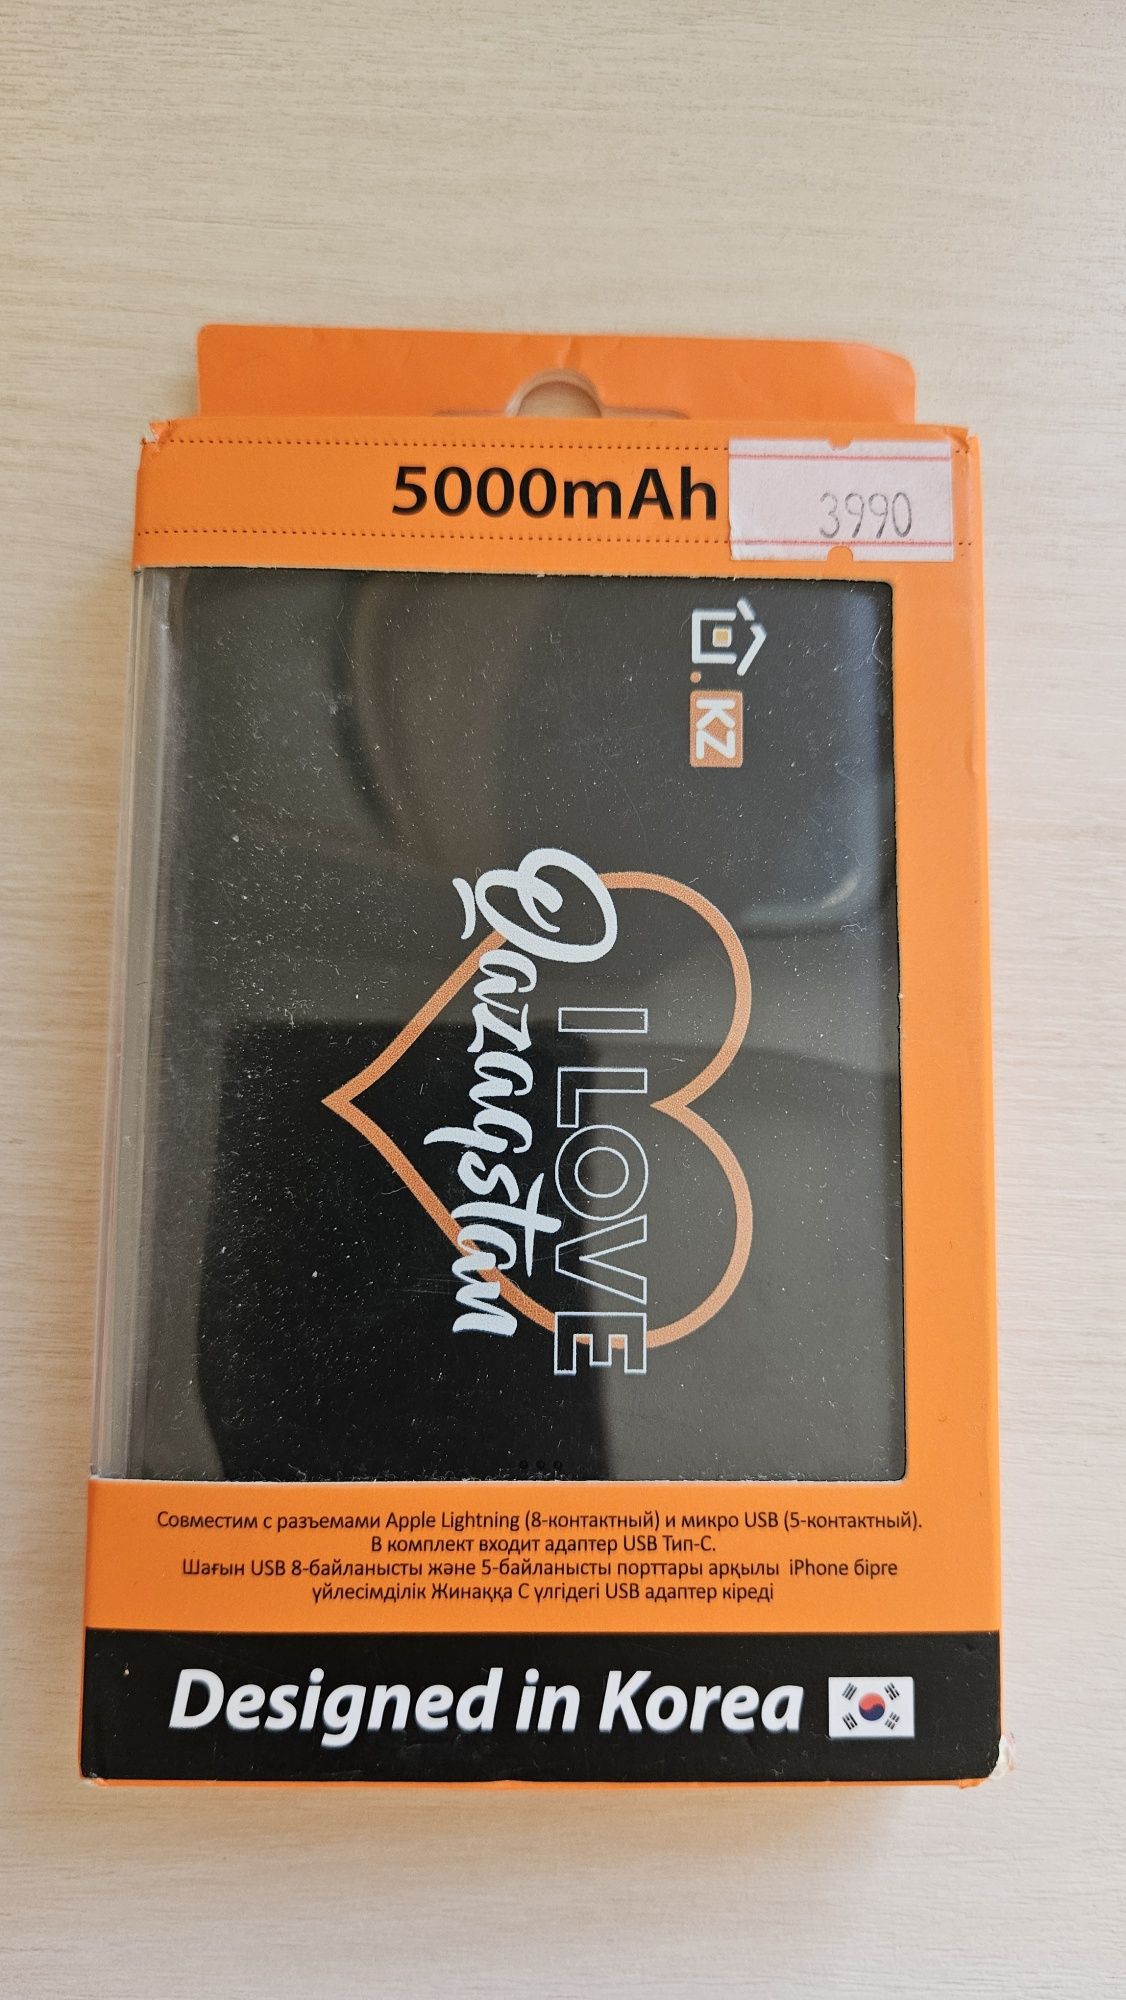 5000mAh
3990
.KZ
I LOVE
Qazaqstan
Совместим с разъемами Apple Lightning (8-контактный) и микро USB (5-контактный).
В комплект входит адаптер USB Тип-С.
Шағын USB 8-байланысты және 5-байланысты порттары арқылы iPhone бірге
үйлесімділік Жинаққа С үлгідегі USB адаптер кіреді
Designed in Korea